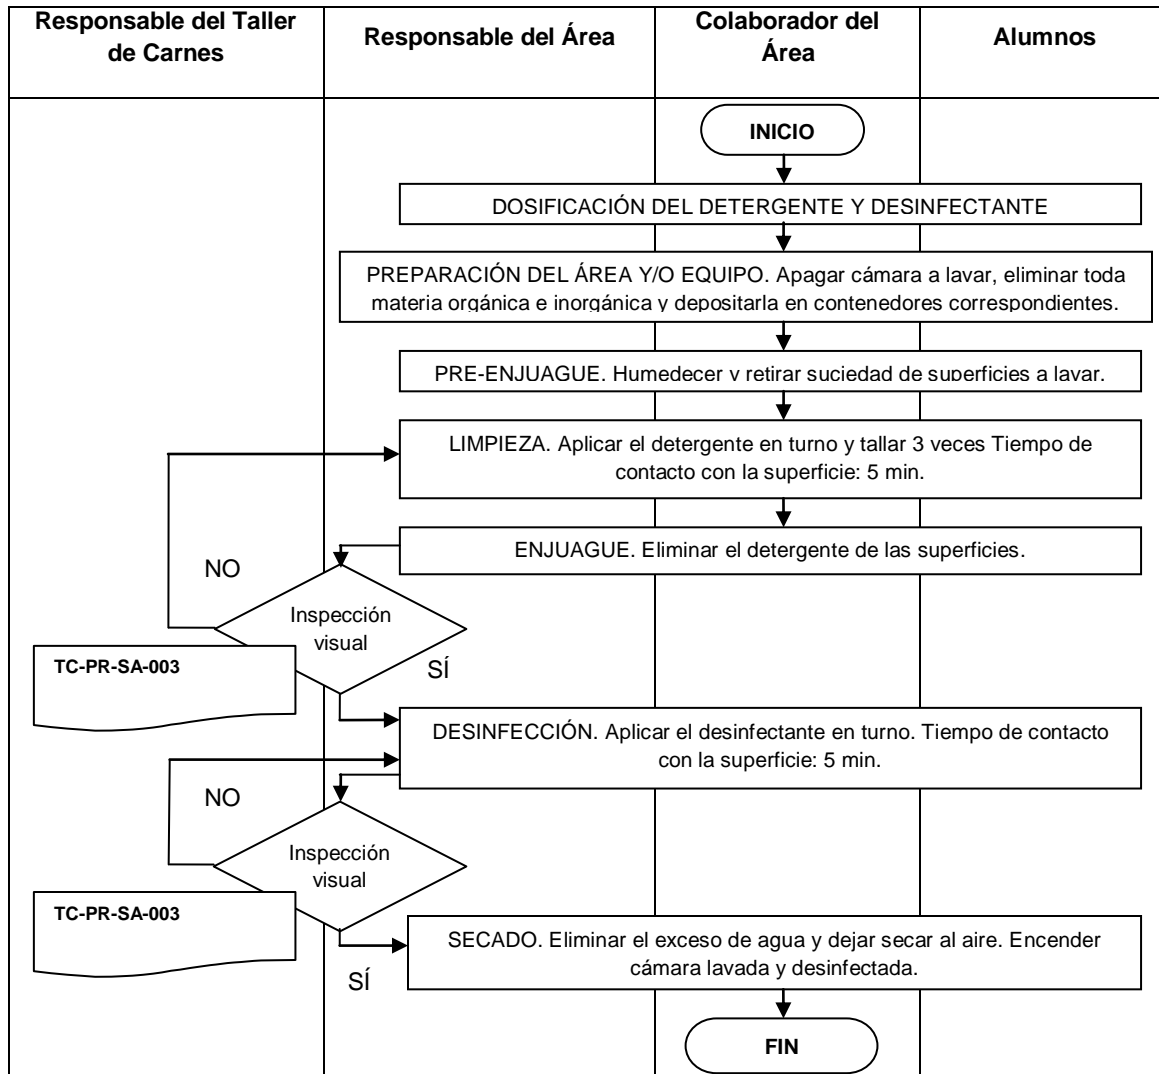 Responsable del Taller
de Carnes
Responsable del Área
Colaborador del
Área
Alumnos
INICIO
DOSIFICACIÓN DEL DETERGENTE Y DESINFECTANTE
PREPARACIÓN DEL ÁREA Y/O EQUIPO. Apagar cámara a lavar, eliminar toda
materia orgánica e inorgánica y depositarla en contenedores correspondientes.
PRE-ENJUAGUE. Humedecer y retirar suciedad de superficies a lavar.
LIMPIEZA. Aplicar el detergente en turno y tallar 3 veces Tiempo de
contacto con la superficie: 5 min.
ENJUAGUE. Eliminar el detergente de las superficies.
NO
Inspección
visual
SÍ
TC-PR-SA-003
DESINFECCIÓN. Aplicar el desinfectante en turno. Tiempo de contacto
con la superficie: 5 min.
NO
Inspección
visual
TC-PR-SA-003
SÍ
SECADO. Eliminar el exceso de agua y dejar secar al aire. Encender
cámara lavada y desinfectada.
FIN